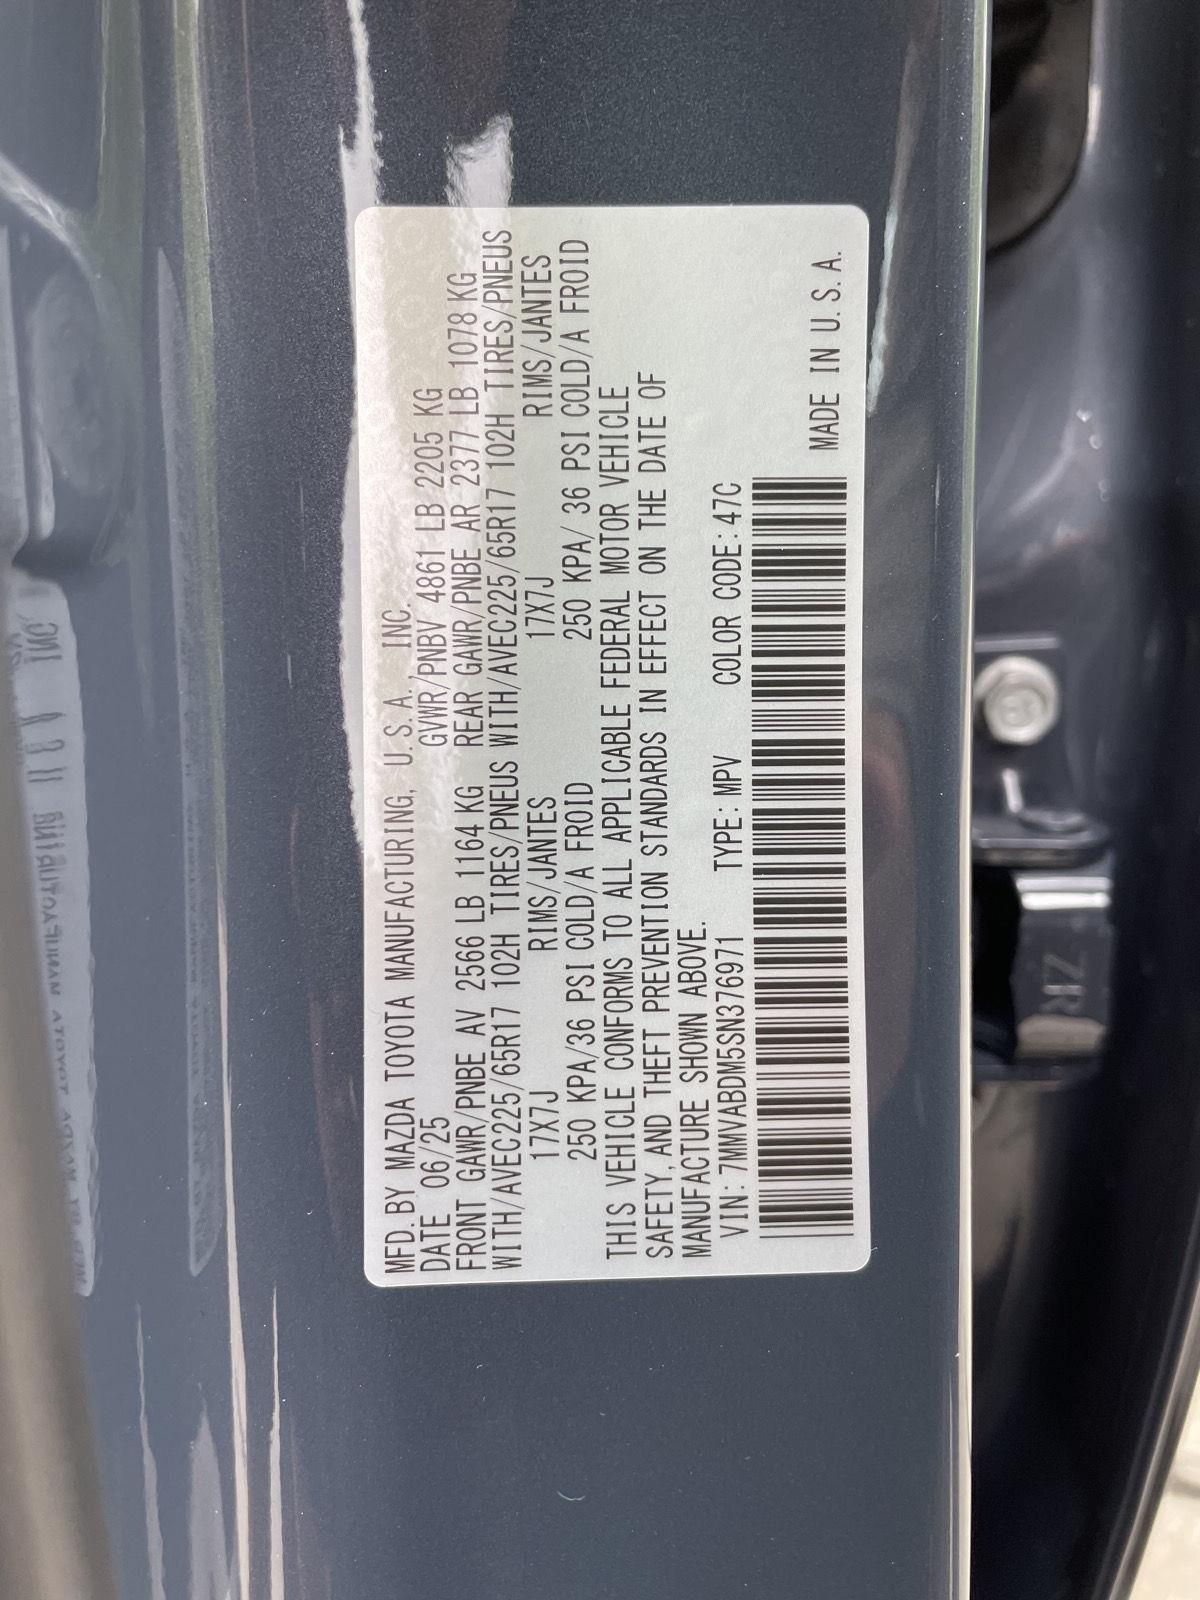 MFD. BY MAZDA TOYOTA MANUFACTURING, U. S. A. INC.
DATE 06/25 GVWR/PNBV 4861 LB 2205 KG
FRONT GAWR/PNBE AV 2566 LB 1164 KG REAR GAWR/PNBE AR 2377 LB 1078 KG
WITH/AVEC225/65R17 102H TIRES/PNEUS WITH/AVEC225/65R17 102H TIRES/PNEUS
17X7J RIMS/JANTES 17X7J RIMS/JANTES
250 KPA/36 PSI COLD/A FROID 250 KPA/ 36 PSI COLD/A FROID
THIS VEHICLE CONFORMS TO ALL APPLICABLE FEDERAL MOTOR VEHICLE
SAFETY, AND THEFT PREVENTION STANDARDS IN EFFECT ON THE DATE OF
MANUFACTURE SHOWN ABOVE.
VIN: 7MMVABDM5SN376971 TYPE: MPV COLOR CODE: 47C
MADE IN U. S. A.
ZR